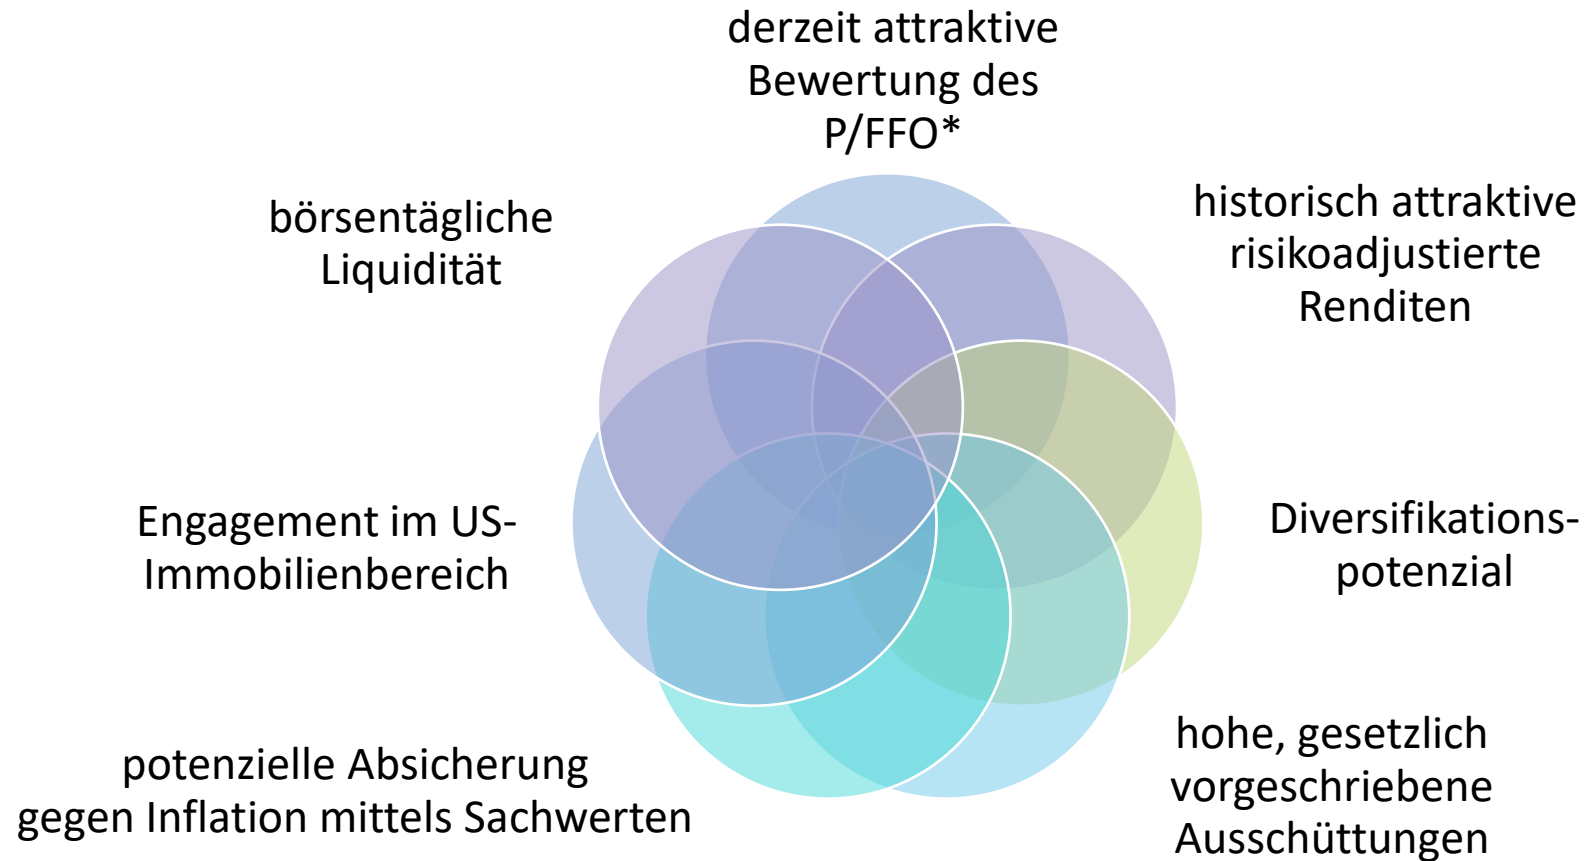 derzeit attraktive
Bewertung des
P/FFO*
historisch attraktive
risikoadjustierte
Renditen
Diversifikations-
potenzial
hohe, gesetzlich
vorgeschriebene
Ausschüttungen
potenzielle Absicherung
gegen Inflation mittels Sachwerten
Engagement im US-
Immobilienbereich
börsentägliche
Liquidität